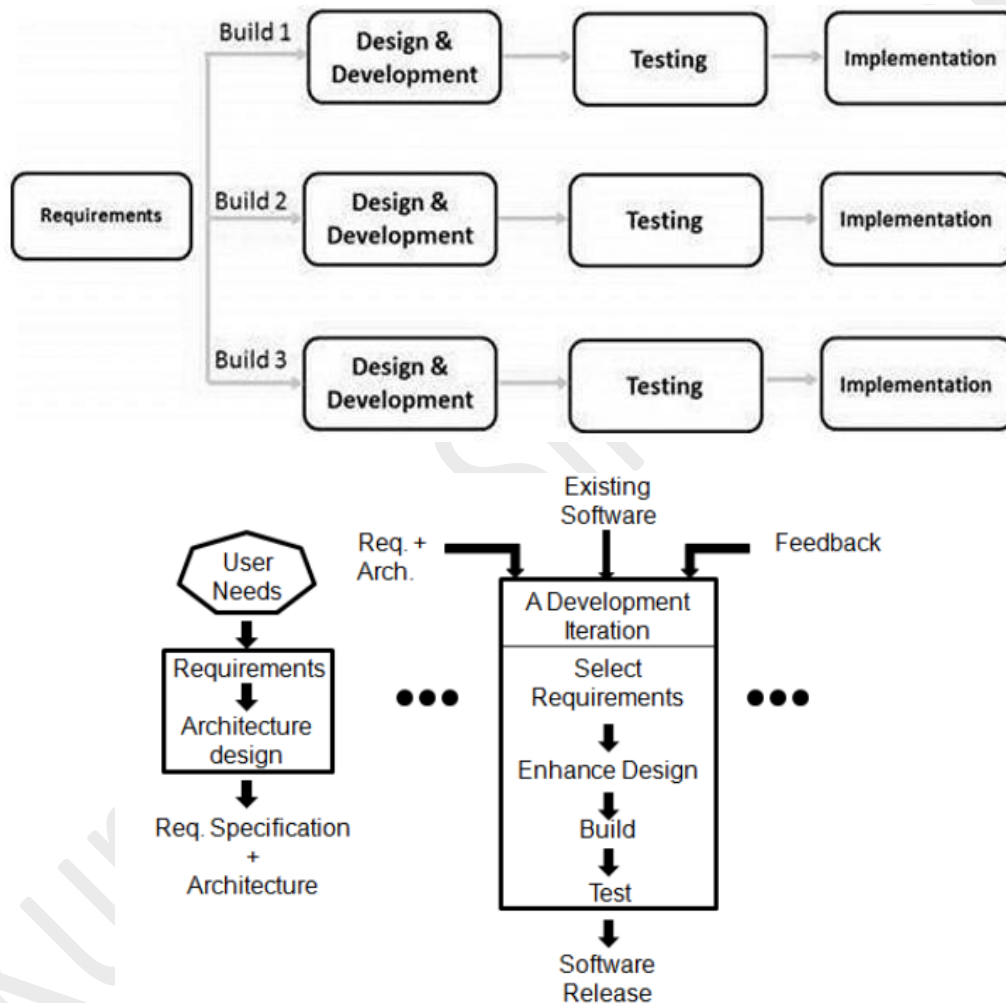 Build 1
Design &
Development
Testing
Implementation
Requirements
Build 2
Design &
Development
Testing
Implementation
Build 3
Design &
Development
Testing
Implementation
User
Needs
Requirements
Architecture
design
Req. Specification
+
Architecture
Existing
Software
Req. +
Arch.
Feedback
A Development
Iteration
Select
Requirements
Enhance Design
Build
Test
Software
Release